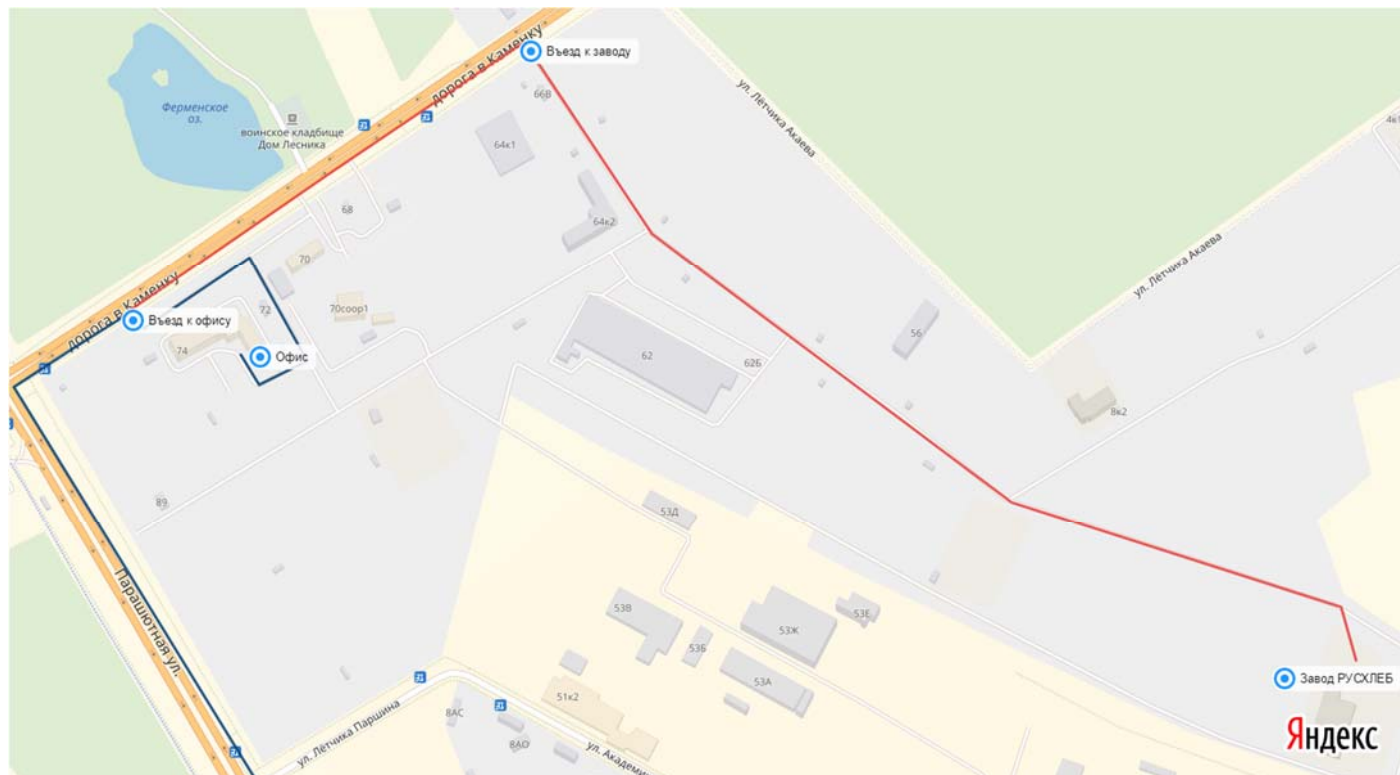 Въезд к заводу
дорога в Каменку
66В
ул. Лётчика Акаева
Ферменское
оз.
воинское кладбище
Дом Лесника
64к1
4к1
68
64к2
70
ул. Лётчика Акаева
дорога в Каменку
72
70соор1
Въезд к офису
74
Офис
62
62Б
56
8к2
89
53Д
Парашютная ул.
53В
53Б
53Ж
53Е
53А
51к2
Завод РУСХЛЕБ
ул. Лётчика Паршина
8АС
8АО
ул. Академи
Яндекс